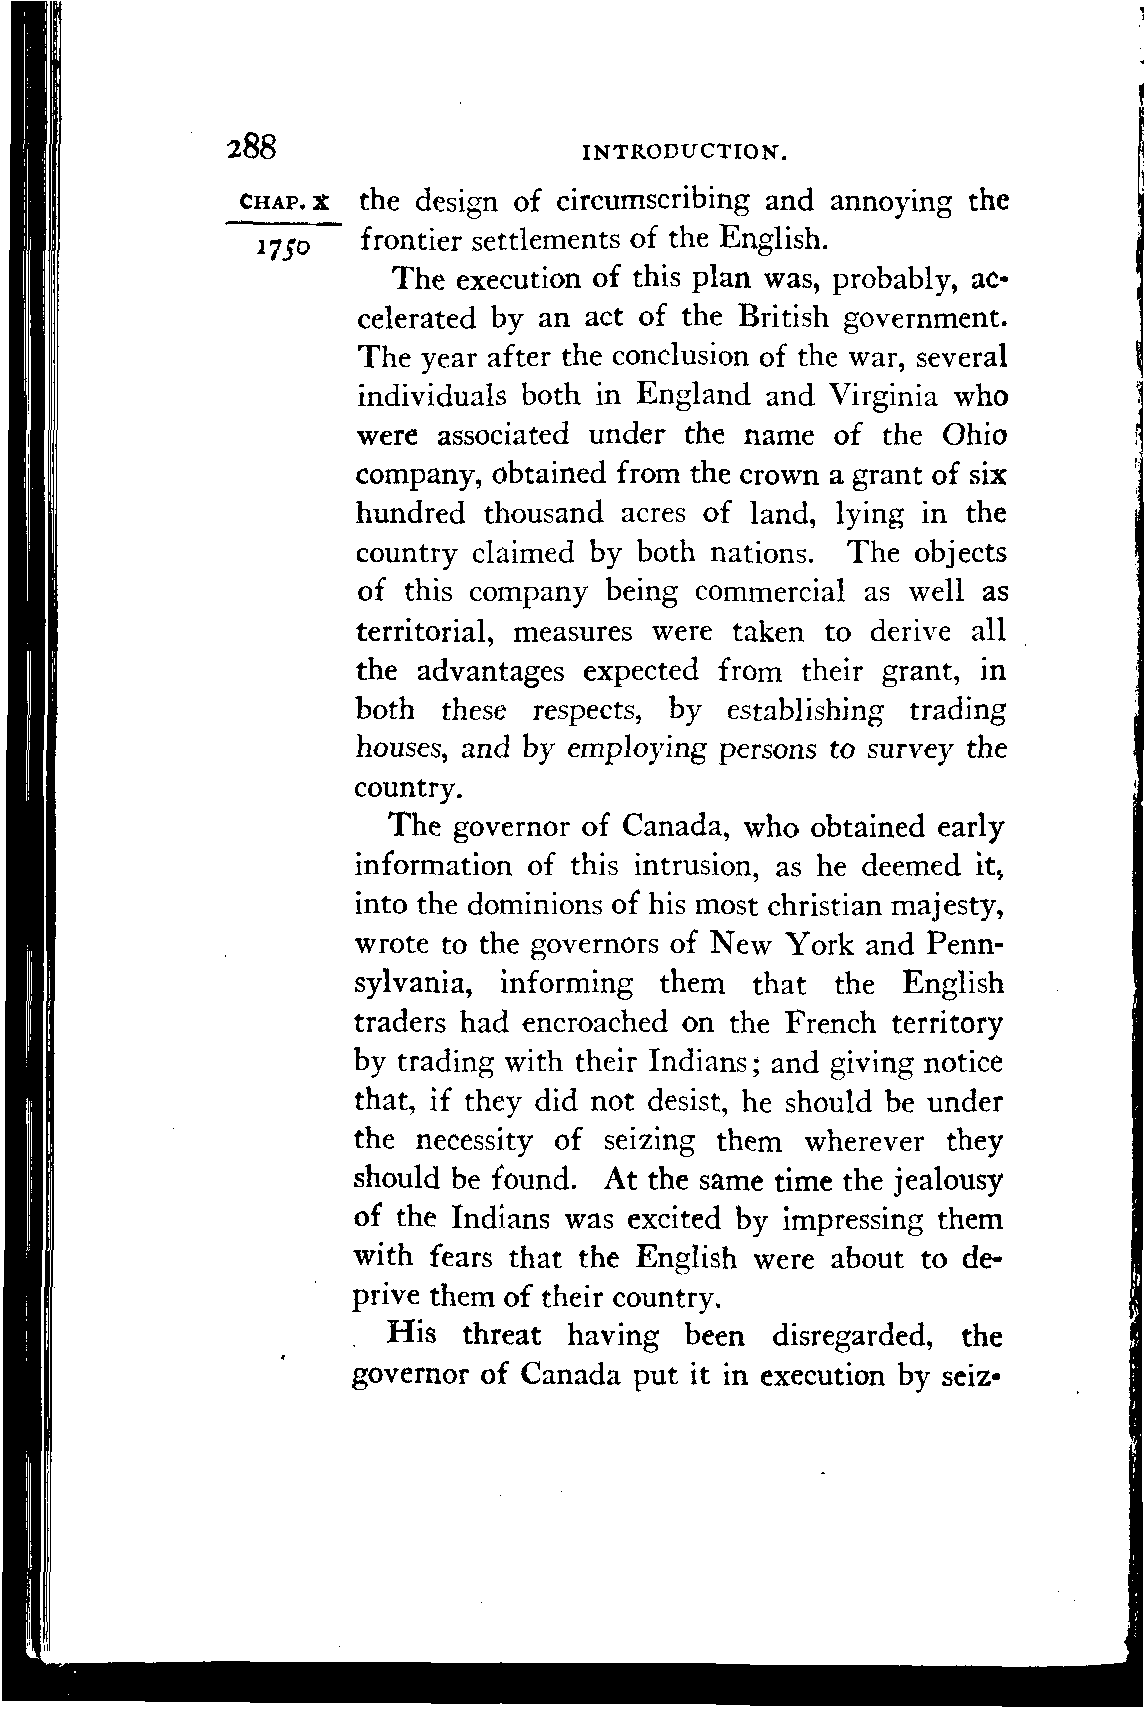 288 INTRODUCTION.
CHAP. X the design of circumscribing and annoying the
1750 frontier settlements of the English.
The execution of this plan was, probably, ac-
celerated by an act of the British government.
The year after the conclusion of the war, several
individuals both in England and Virginia who
were associated under the name of the Ohio
company, obtained from the crown a grant of six
hundred thousand acres of land, lying in the
country claimed by both nations. The objects
of this company being commercial as well as
territorial, measures were taken to derive all
the advantages expected from their grant, in
both these respects, by establishing trading
houses, and by employing persons to survey the
country.
The governor of Canada, who obtained early
information of this intrusion, as he deemed it,
into the dominions of his most christian majesty,
wrote to the governors of New York and Penn-
sylvania, informing them that the English
traders had encroached on the French territory
by trading with their Indians; and giving notice
that, if they did not desist, he should be under
the necessity of seizing them wherever they
should be found. At the same time the jealousy
of the Indians was excited by impressing them
with fears that the English were about to de-
prive them of their country.
His threat having been disregarded, the
governor of Canada put it in execution by seiz-